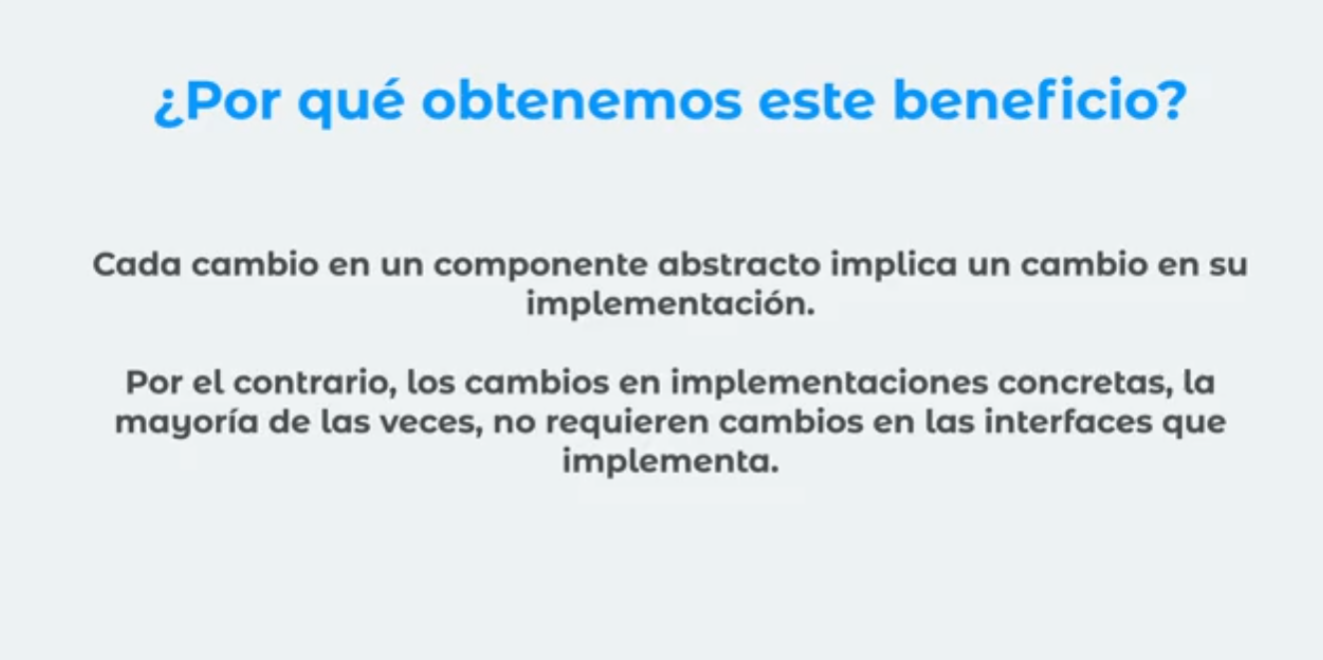 ¿Por qué obtenemos este beneficio?
Cada cambio en un componente abstracto implica un cambio en su
implementación.
Por el contrario, los cambios en implementaciones concretas, la
mayoría de las veces, no requieren cambios en las interfaces que
implementa.